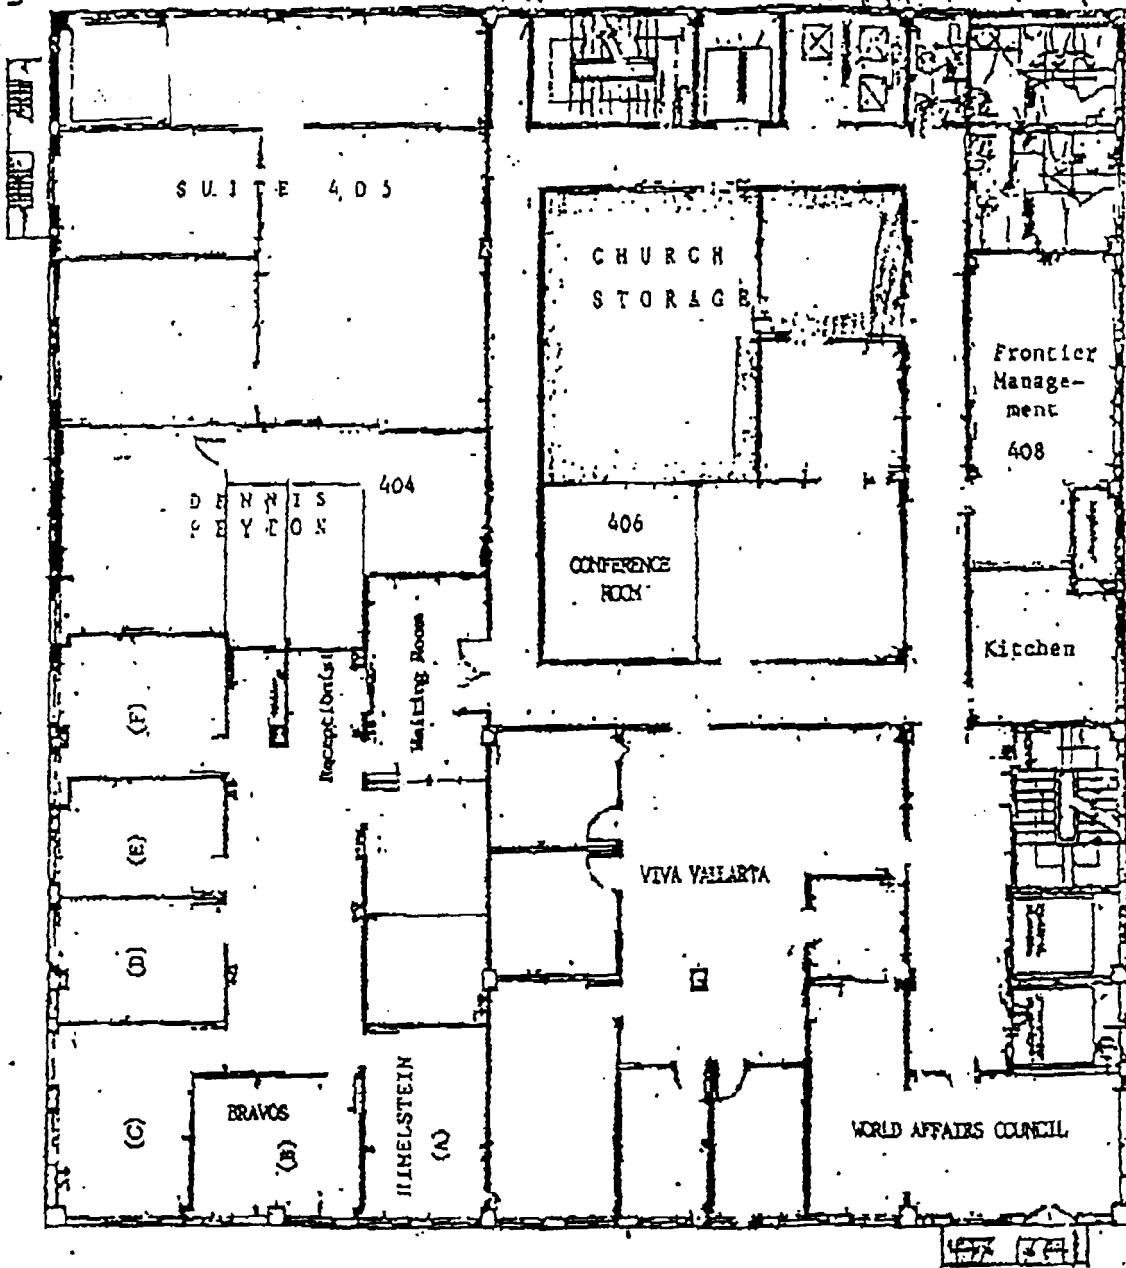 SUITE 405
CHURCH
STORAGE
Frontier
Manage-
ment
408
404
DENNIS
PEYTON
406
CONFERENCE
ROOM
Kitchen
Waiting Room
Receptionist
(F)
(E)
VIVA VALLARTA
(D)
BRAVOS
(B)
(C)
HIMELSTEIN
(A)
WORLD AFFAIRS COUNCIL